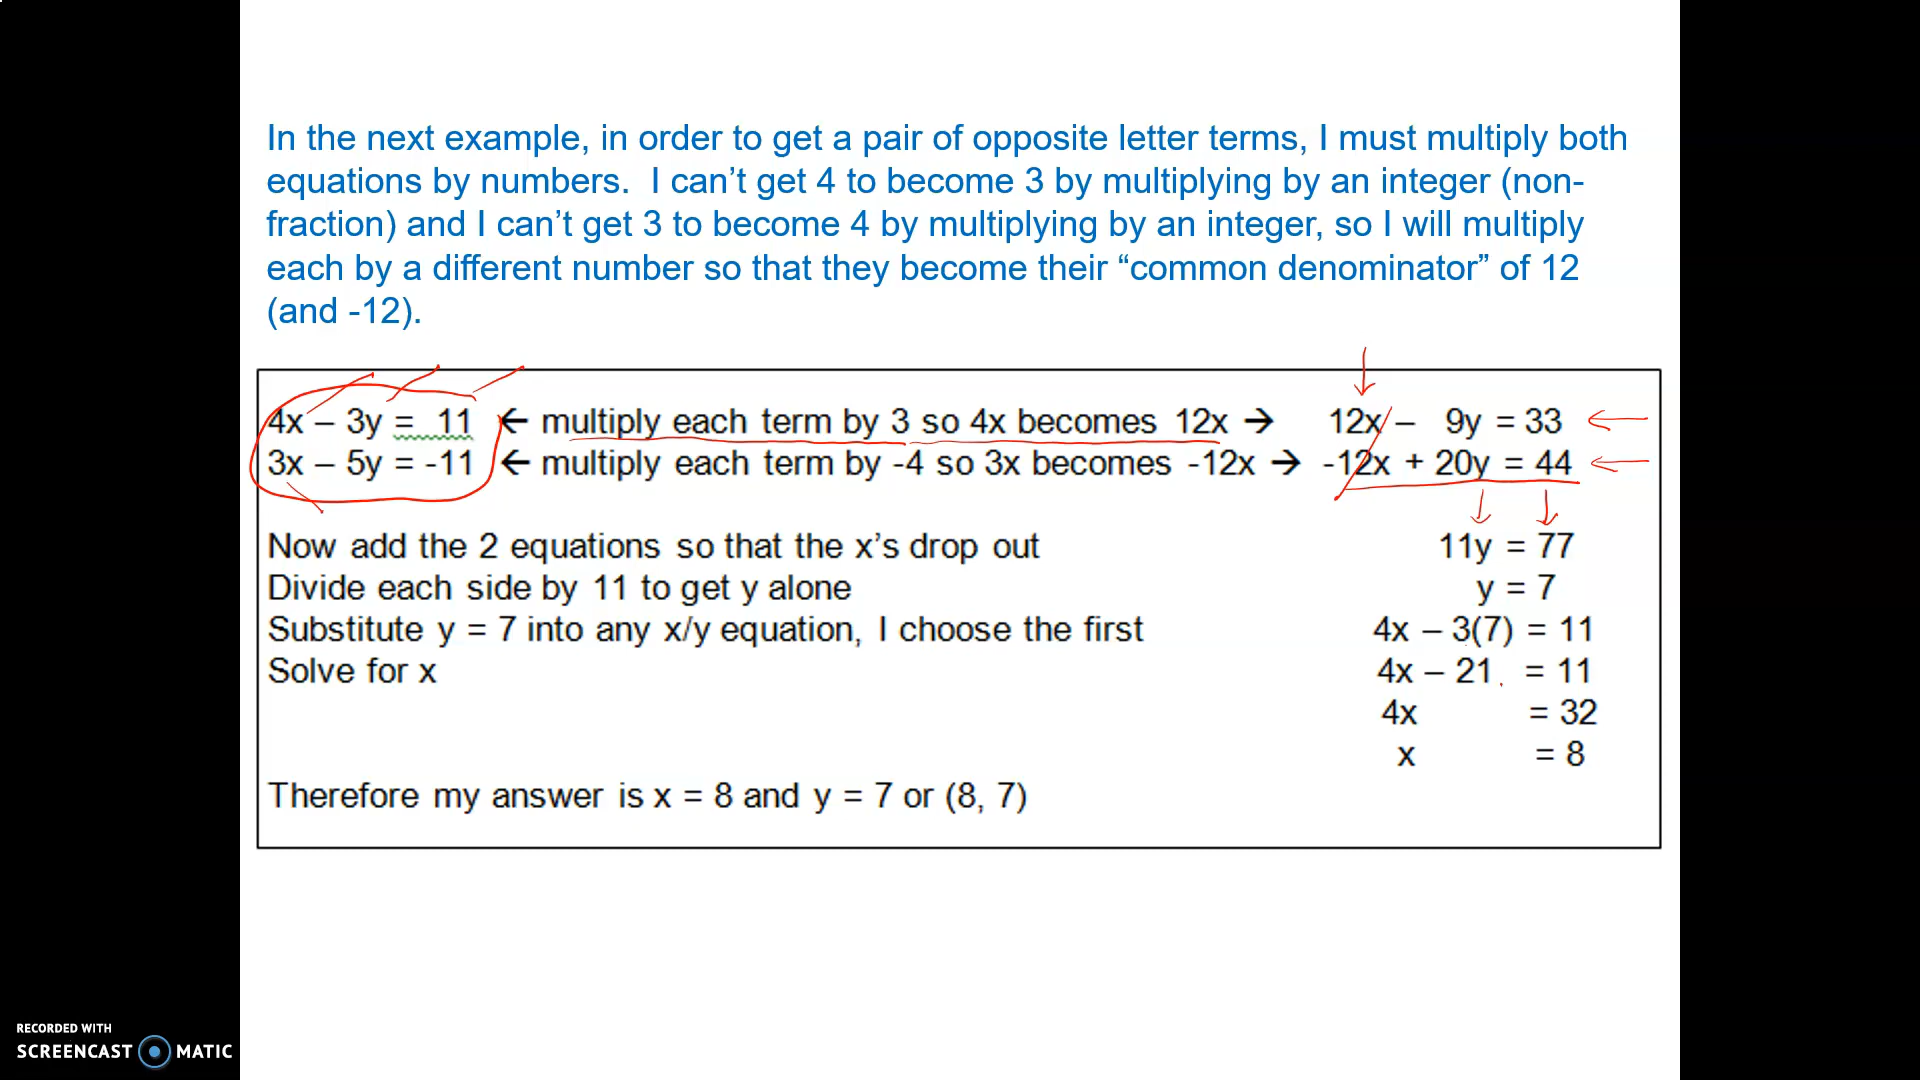 In the next example, in order to get a pair of opposite letter terms, I must multiply both
equations by numbers.  I can’t get 4 to become 3 by multiplying by an integer (non-
fraction) and I can’t get 3 to become 4 by multiplying by an integer, so I will multiply
each by a different number so that they become their “common denominator” of 12
(and -12).
4x – 3y = 11 ← multiply each term by 3 so 4x becomes 12x → 12x – 9y = 33
3x – 5y = -11 ← multiply each term by -4 so 3x becomes -12x → -12x + 20y = 44
Now add the 2 equations so that the x’s drop out 11y = 77
Divide each side by 11 to get y alone y = 7
Substitute y = 7 into any x/y equation, I choose the first 4x – 3(7) = 11
Solve for x 4x – 21 = 11
4x = 32
x = 8
Therefore my answer is x = 8 and y = 7 or (8, 7)
RECORDED WITH
SCREENCAST MATIC